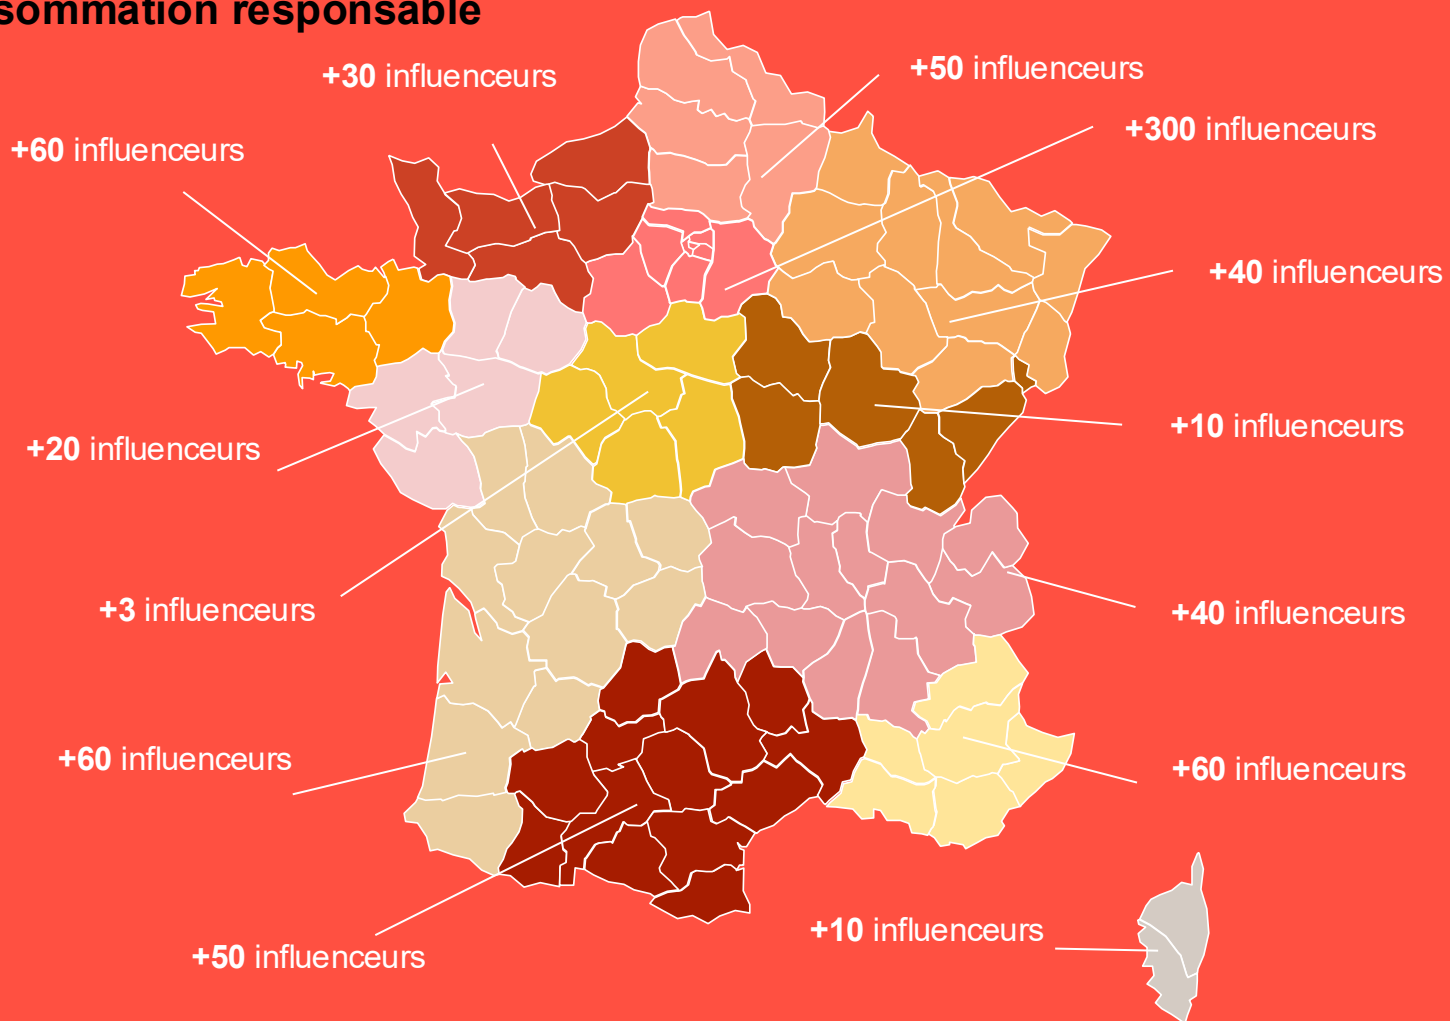 sommation responsable
+30 influenceurs
+50 influenceurs
+300 influenceurs
+60 influenceurs
+40 influenceurs
+10 influenceurs
+20 influenceurs
+3 influenceurs
+40 influenceurs
+60 influenceurs
+60 influenceurs
+10 influenceurs
+50 influenceurs